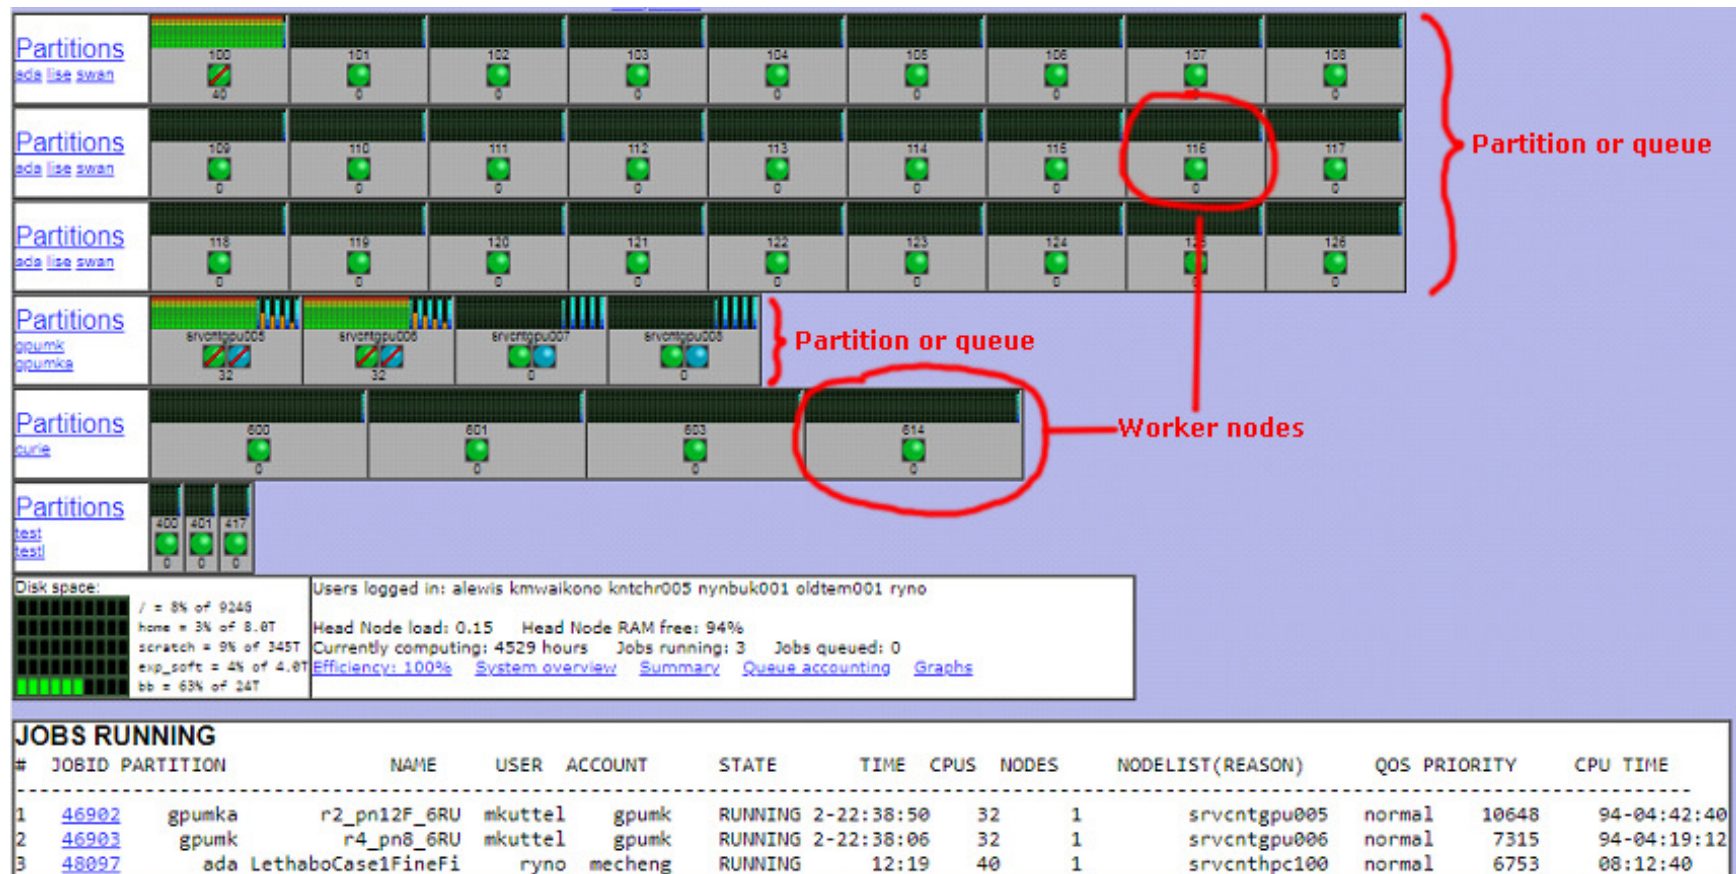 Partitions
ada lise swan
100 101 102 103 104 105 106 107 108
40 0 0 0 0 0 0 0
Partitions
ada lise swan
109 110 111 112 113 114 115 116 117
0 0 0 0 0 0 0 0 0
Partition or queue
Partitions
ada lise swan
118 119 120 121 122 123 124 125 126
0 0 0 0 0 0 0 0 0
Partitions
gpumk
gpumka
srvcntgpu005 srvcntgpu006 srvcntgpu007 srvcntgpu008
32 32 0 0
Partition or queue
Partitions
curie
600 601 603 614
0 0 0 0
Worker nodes
Partitions
test
testl
400 401 417
0 0 0
Disk space:
/ = 8% of 924G
home = 3% of 8.0T
scratch = 9% of 345T
exp_soft = 4% of 4.0T
bb = 63% of 24T
Users logged in: alewis kmwaikono kntchr005 nynbuk001 oldtem001 ryno
Head Node load: 0.15 Head Node RAM free: 94%
Currently computing: 4529 hours Jobs running: 3 Jobs queued: 0
Efficiency: 100% System overview Summary Queue accounting Graphs
JOBS RUNNING
# JOBID PARTITION NAME USER ACCOUNT STATE TIME CPUS NODES NODELIST(REASON) QOS PRIORITY CPU TIME
1 46902 gpumka r2_pn12F_6RU mkuttel gpumk RUNNING 2-22:38:50 32 1 srvcntgpu005 normal 10648 94-04:42:40
2 46903 gpumk r4_pn8_6RU mkuttel gpumk RUNNING 2-22:38:06 32 1 srvcntgpu006 normal 7315 94-04:19:12
3 48097 ada LethaboCase1FineFi ryno mecheng RUNNING 12:19 40 1 srvcnthpc100 normal 6753 08:12:40